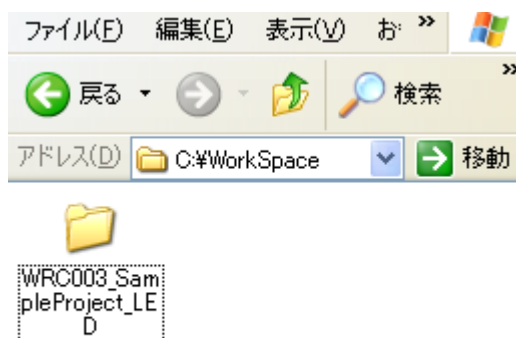 ファイル(F) 編集(E) 表示(V) お »
戻る 検索 »
アドレス(D) C:¥WorkSpace 移動
WRC003_Sam
pleProject_LE
D